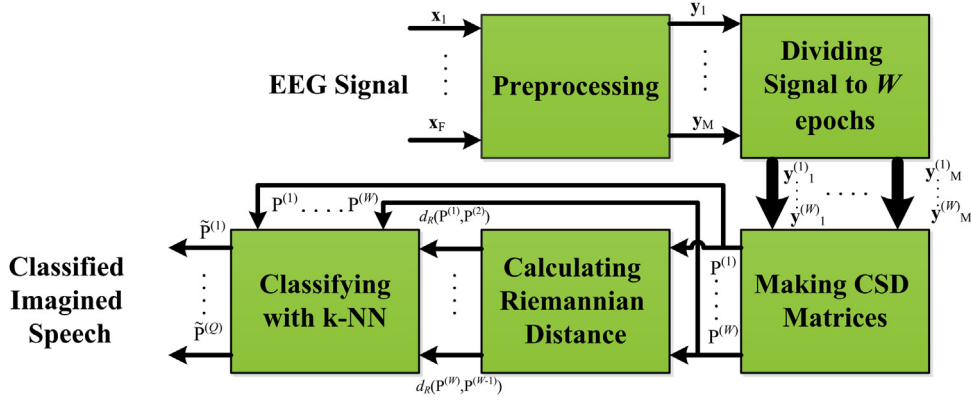 EEG Signal
x1
. . . . .
xF
Preprocessing
y1
. . . . .
yM
Dividing
Signal to W
epochs
y(1)1
y(W)1
. . . .
y(1)M
y(W)M
Making CSD
Matrices
P(1)
. . . .
P(W)
Calculating
Riemannian
Distance
dR(P(1),P(2))
. . . . .
dR(P(W),P(W-1))
P(1) . . . . P(W)
Classifying
with k-NN
P̃(1)
. . . . .
P̃(Q)
Classified
Imagined
Speech